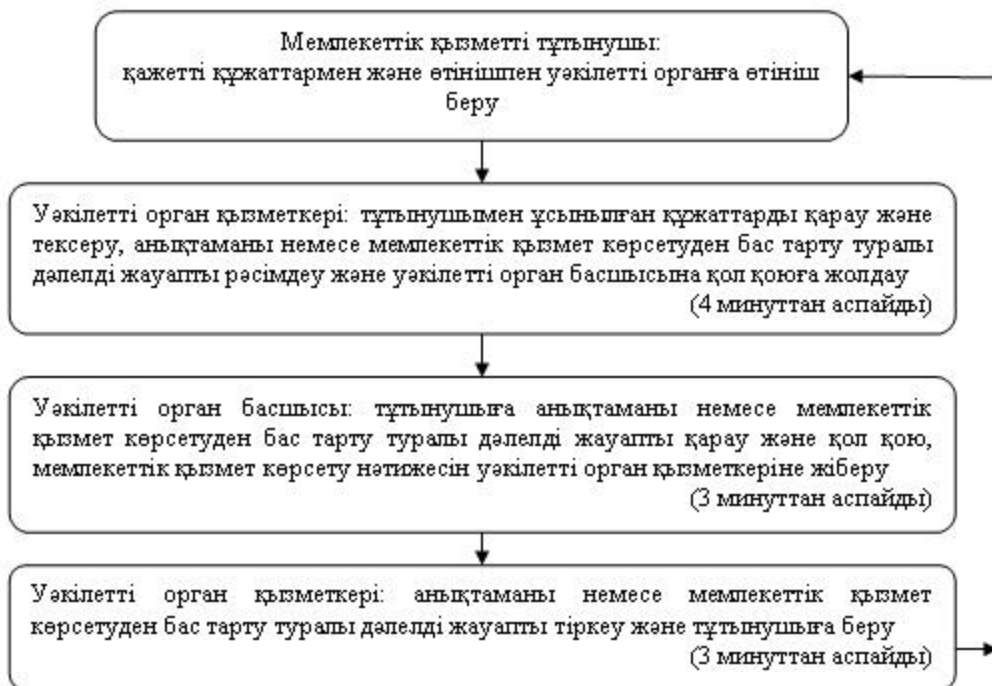 Мемлекеттік қызметті тұтынушы:
қажетті құжаттармен және өтінішпен уәкілетті органға өтініш
беру
Уәкілетті орган қызметкері: тұтынушымен ұсынылған құжаттарды қарау және
тексеру, анықтаманы немесе мемлекеттік қызмет көрсетуден бас тарту туралы
дәлелді жауапты рәсімдеу және уәкілетті орган басшысына қол қоюға жолдау
(4 минуттан аспайды)
Уәкілетті орган басшысы: тұтынушыға анықтаманы немесе мемлекеттік
қызмет көрсетуден бас тарту туралы дәлелді жауапты қарау және қол қою,
мемлекеттік қызмет көрсету нәтижесін уәкілетті орган қызметкеріне жіберу
(3 минуттан аспайды)
Уәкілетті орган қызметкері: анықтаманы немесе мемлекеттік қызмет
көрсетуден бас тарту туралы дәлелді жауапты тіркеу және тұтынушыға беру
(3 минуттан аспайды)